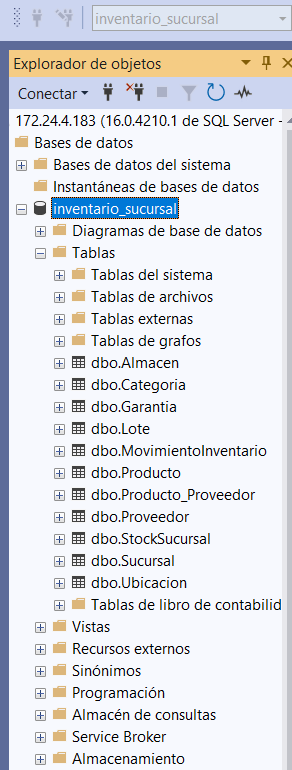 inventario_sucursal
Explorador de objetos
Conectar
172.24.4.183 (16.0.4210.1 de SQL Server -
Bases de datos
Bases de datos del sistema
Instantáneas de bases de datos
inventario_sucursal
Diagramas de base de datos
Tablas
Tablas del sistema
Tablas de archivos
Tablas externas
Tablas de grafos
dbo.Almacen
dbo.Categoria
dbo.Garantia
dbo.Lote
dbo.MovimientoInventario
dbo.Producto
dbo.Producto_Proveedor
dbo.Proveedor
dbo.StockSucursal
dbo.Sucursal
dbo.Ubicacion
Tablas de libro de contabilid
Vistas
Recursos externos
Sinónimos
Programación
Almacén de consultas
Service Broker
Almacenamiento